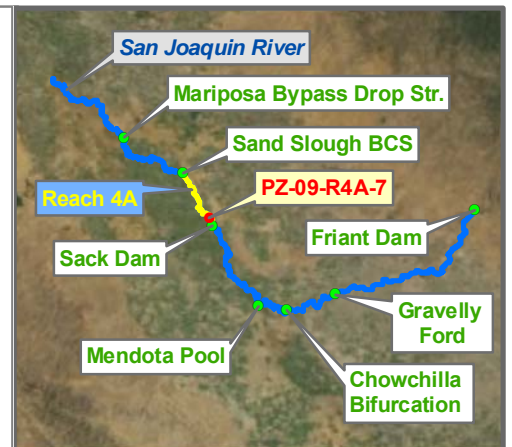 San Joaquin River
Mariposa Bypass Drop Str.
Sand Slough BCS
Reach 4A
PZ-09-R4A-7
Friant Dam
Sack Dam
Gravelly
Ford
Mendota Pool
Chowchilla
Bifurcation